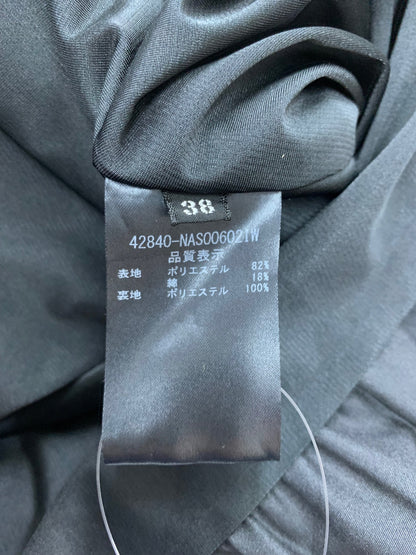 38
42840-NAS006021W
品質表示
表地 ポリエステル 82%
綿 18%
裏地 ポリエステル 100%